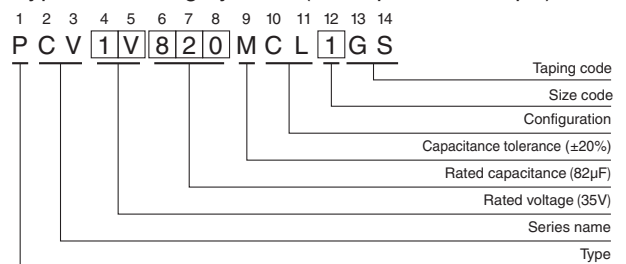 1 2 3 4 5 6 7 8 9 10 11 12 13 14
P C V 1 V 8 2 0 M C L 1 G S
Taping code
Size code
Configuration
Capacitance tolerance (±20%)
Rated capacitance (82µF)
Rated voltage (35V)
Series name
Type